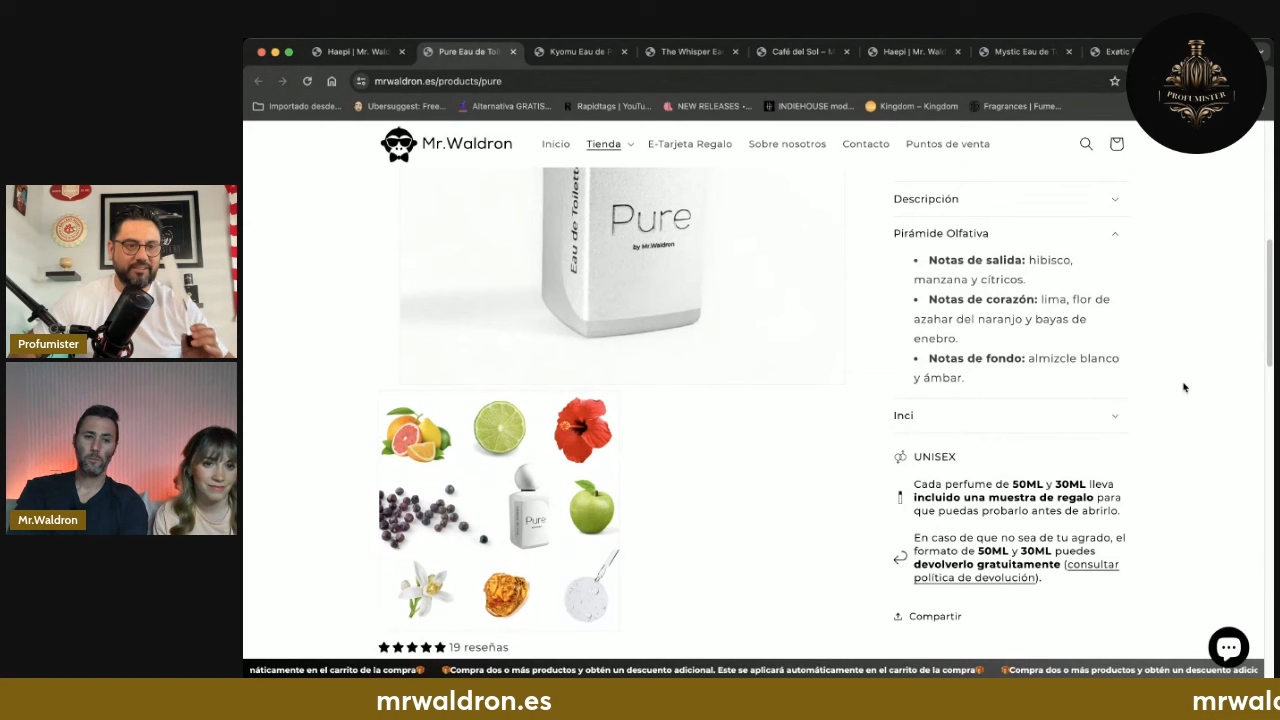 Haepi | Mr. Wal
Pure Eau de Toi
Kyomu Eau de P
The Whisper Ea
Café del Sol – M
Haepi | Mr. Wal
Mystic Eau de T
Exøtic
mrwaldron.es/products/pure
Importado desde...
Ubersuggest: Free...
Alternativa GRATIS...
Rapidtags | YouTu...
NEW RELEASES •...
INDIEHOUSE mod...
Kingdom – Kingdom
Fragrances | Fume...
PROFUMISTER
Mr.Waldron
Inicio
Tienda
E-Tarjeta Regalo
Sobre nosotros
Contacto
Puntos de venta
Eau de Toilette
Pure
by Mr.Waldron
Descripción
Pirámide Olfativa
• Notas de salida: hibisco,
manzana y cítricos.
• Notas de corazón: lima, flor de
azahar del naranjo y bayas de
enebro.
• Notas de fondo: almizcle blanco
y ámbar.
Inci
UNISEX
Cada perfume de 50ML y 30ML lleva
incluido una muestra de regalo para
que puedas probarlo antes de abrirlo.
En caso de que no sea de tu agrado, el
formato de 50ML y 30ML puedes
devolverlo gratuitamente (consultar
política de devolución).
Compartir
Pure
19 reseñas
máticamente en el carrito de la compra🎁 🎁Compra dos o más productos y obtén un descuento adicional. Este se aplicará automáticamente en el carrito de la compra🎁 🎁Compra dos o más productos y obtén un descuento adicic
Profumister
Mr.Waldron
mrwaldron.es
mrwald